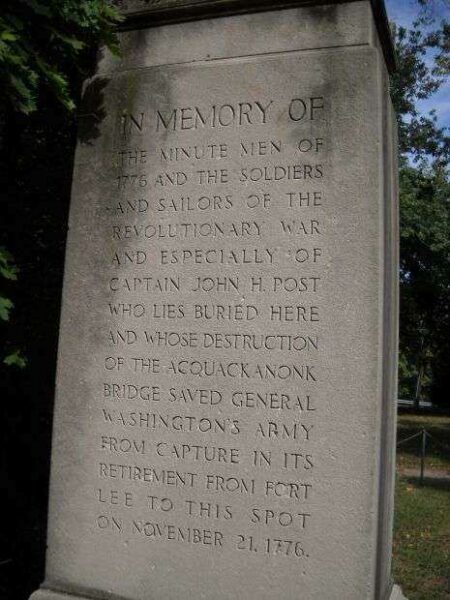 IN MEMORY OF
THE MINUTE MEN OF
1776 AND THE SOLDIERS
AND SAILORS OF THE
REVOLUTIONARY WAR
AND ESPECIALLY OF
CAPTAIN JOHN H. POST
WHO LIES BURIED HERE
AND WHOSE DESTRUCTION
OF THE ACQUACKANONK
BRIDGE SAVED GENERAL
WASHINGTON'S ARMY
FROM CAPTURE IN ITS
RETIREMENT FROM FORT
LEE TO THIS SPOT
ON NOVEMBER 21, 1776.